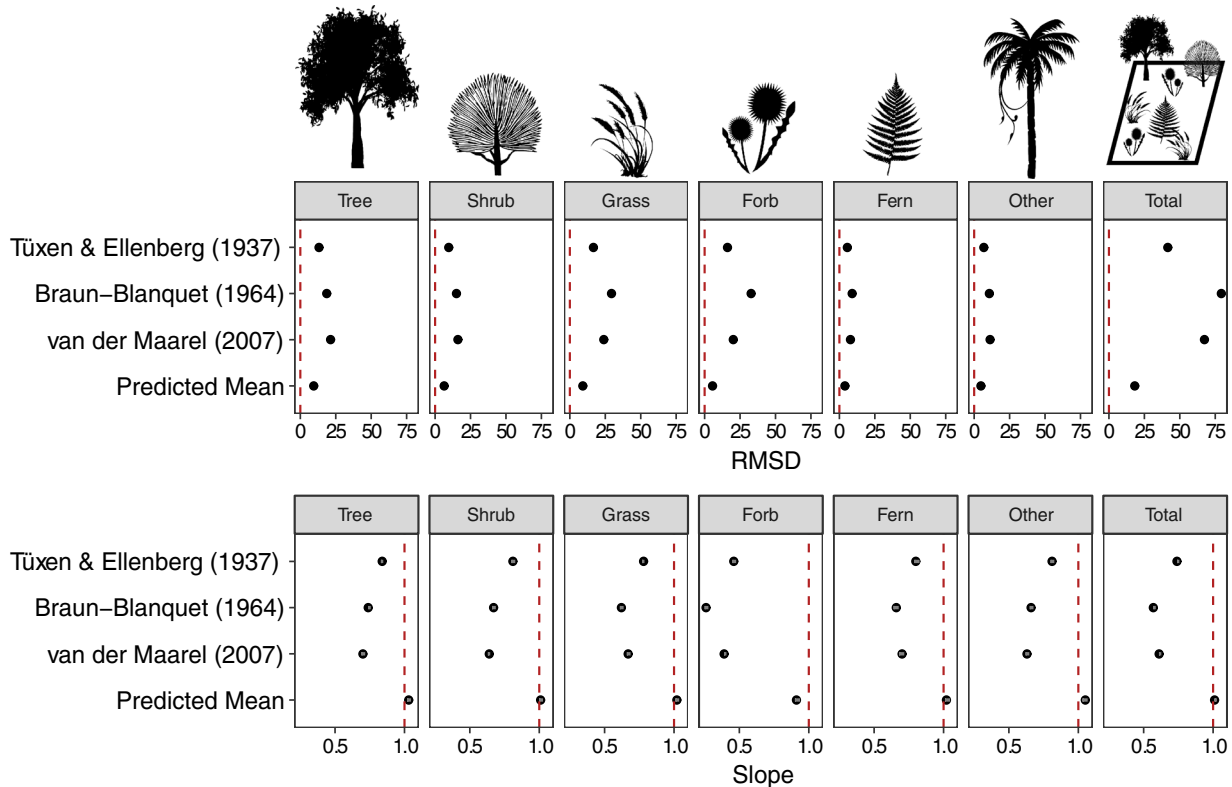 Tree Shrub Grass Forb Fern Other Total
Tüxen & Ellenberg (1937)
Braun−Blanquet (1964)
van der Maarel (2007)
Predicted Mean
0 25 50 75 0 25 50 75 0 25 50 75 0 25 50 75 0 25 50 75 0 25 50 75 0 25 50 75
RMSD
Tree Shrub Grass Forb Fern Other Total
Tüxen & Ellenberg (1937)
Braun−Blanquet (1964)
van der Maarel (2007)
Predicted Mean
0.5 1.0 0.5 1.0 0.5 1.0 0.5 1.0 0.5 1.0 0.5 1.0 0.5 1.0
Slope